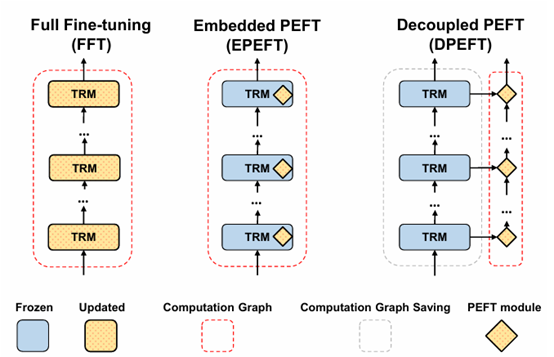 Full Fine-tuning
(FFT)
Embedded PEFT
(EPEFT)
Decoupled PEFT
(DPEFT)
TRM
...
TRM
...
TRM
TRM
...
TRM
...
TRM
TRM
...
TRM
...
TRM
...
...
Frozen
Updated
Computation Graph
Computation Graph Saving
PEFT module